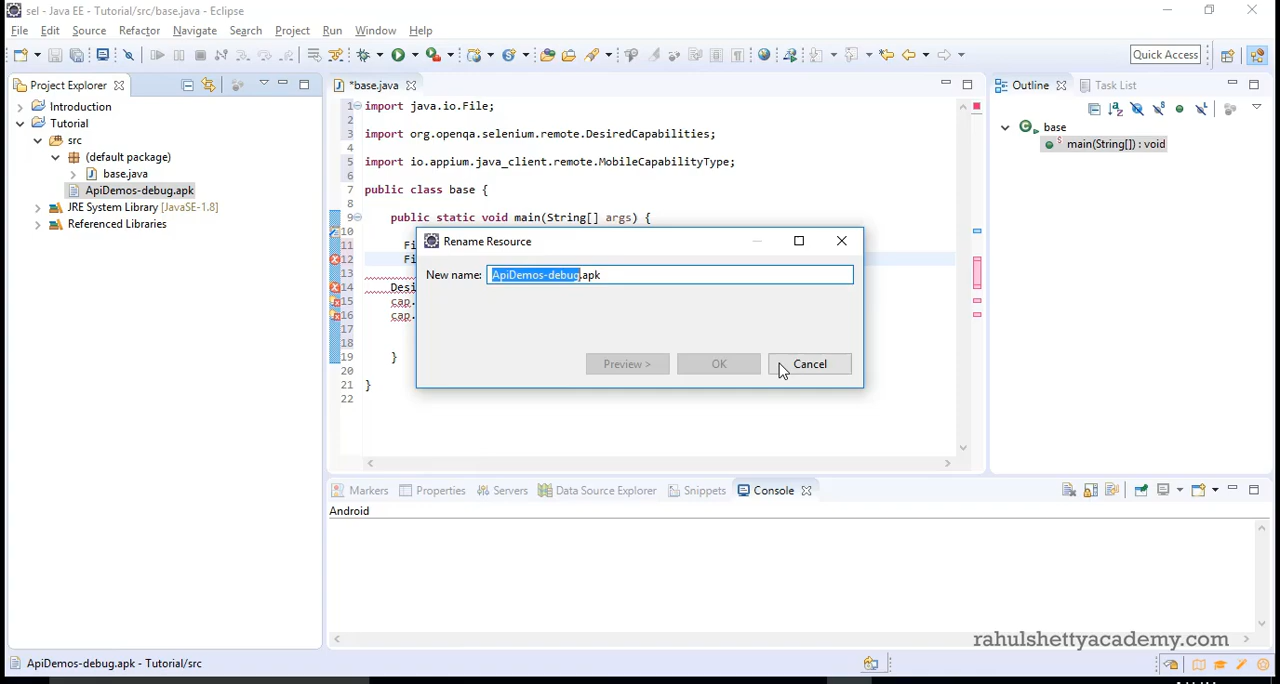 sel - Java EE - Tutorial/src/base.java - Eclipse
File Edit Source Refactor Navigate Search Project Run Window Help
Quick Access
Project Explorer
Introduction
Tutorial
src
(default package)
base.java
ApiDemos-debug.apk
JRE System Library [JavaSE-1.8]
Referenced Libraries
*base.java
1 import java.io.File;
2
3 import org.openqa.selenium.remote.DesiredCapabilities;
4
5 import io.appium.java_client.remote.MobileCapabilityType;
6
7 public class base {
8
9 public static void main(String[] args) {
10
11 Fi
12 Fi
13
14 Desi
15 cap.
16 cap.
17
18
19 }
20
21 }
22
Rename Resource
New name: ApiDemos-debug.apk
Preview > OK Cancel
Outline Task List
base
main(String[]) : void
Markers Properties Servers Data Source Explorer Snippets Console
Android
rahulshettyacademy.com
ApiDemos-debug.apk - Tutorial/src